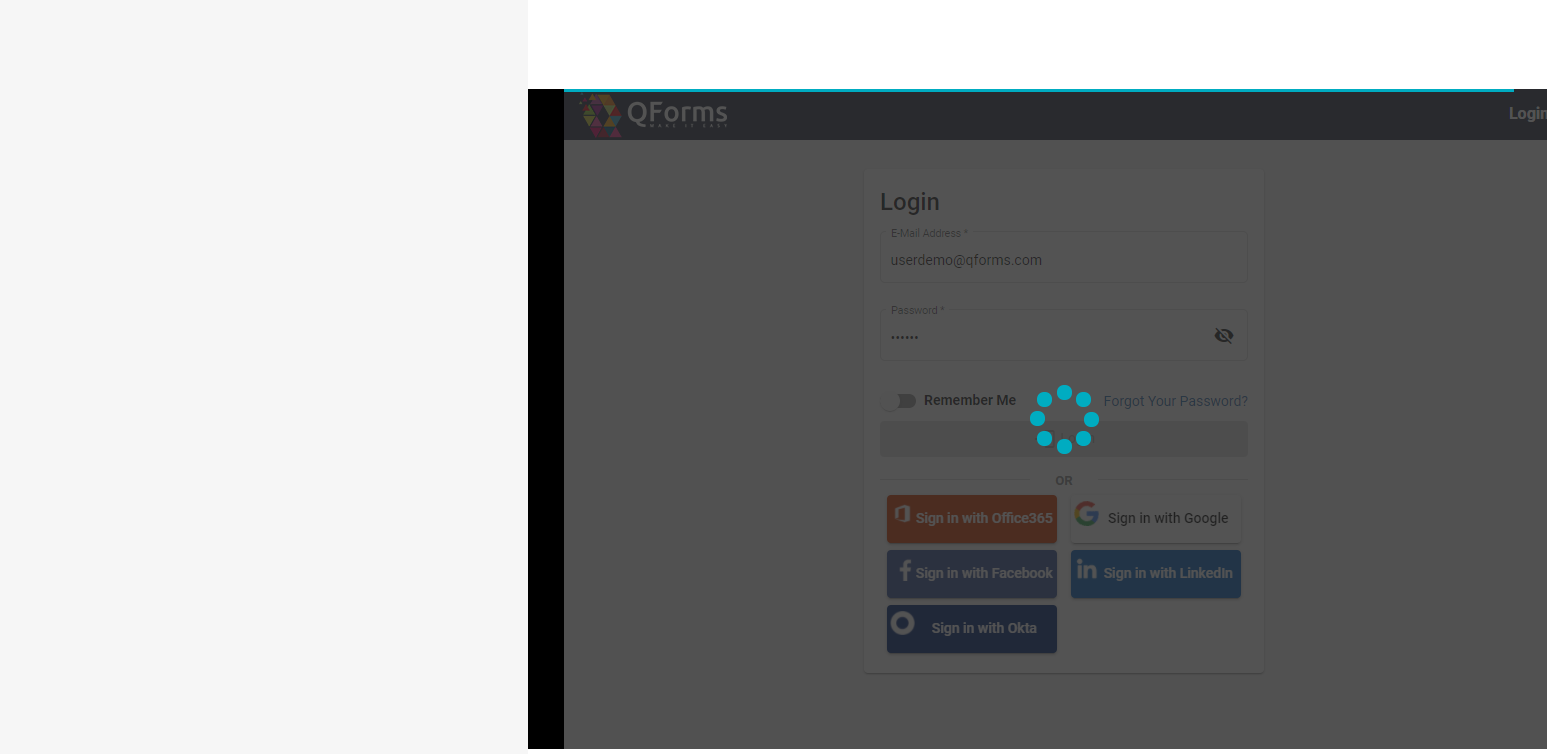 QForms
MAKE IT EASY
Login
Login
E-Mail Address *
userdemo@qforms.com
Password *
••••••
Remember Me
Forgot Your Password?
OR
Sign in with Office365
Sign in with Google
Sign in with Facebook
Sign in with LinkedIn
Sign in with Okta